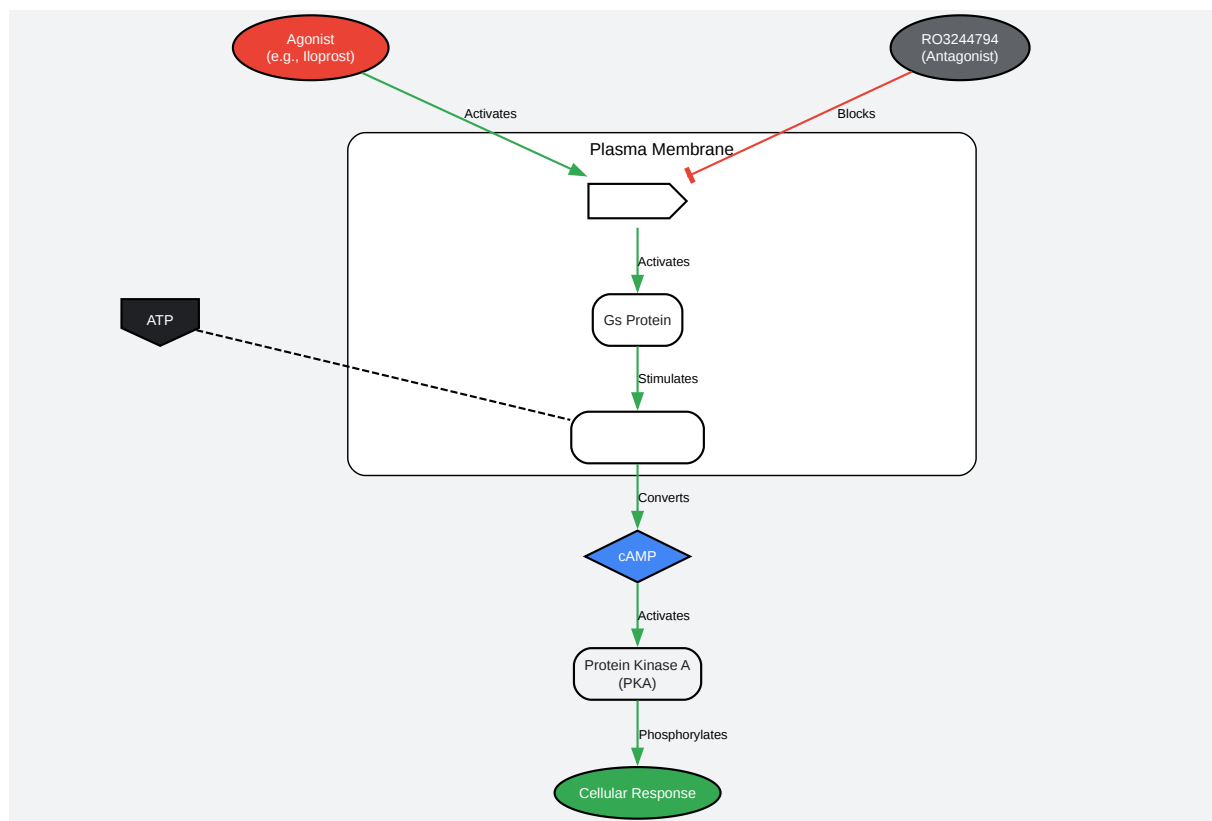 Agonist
(e.g., Iloprost)
RO3244794
(Antagonist)
Activates
Blocks
Plasma Membrane
Activates
Gs Protein
ATP
Stimulates
Converts
cAMP
Activates
Protein Kinase A
(PKA)
Phosphorylates
Cellular Response